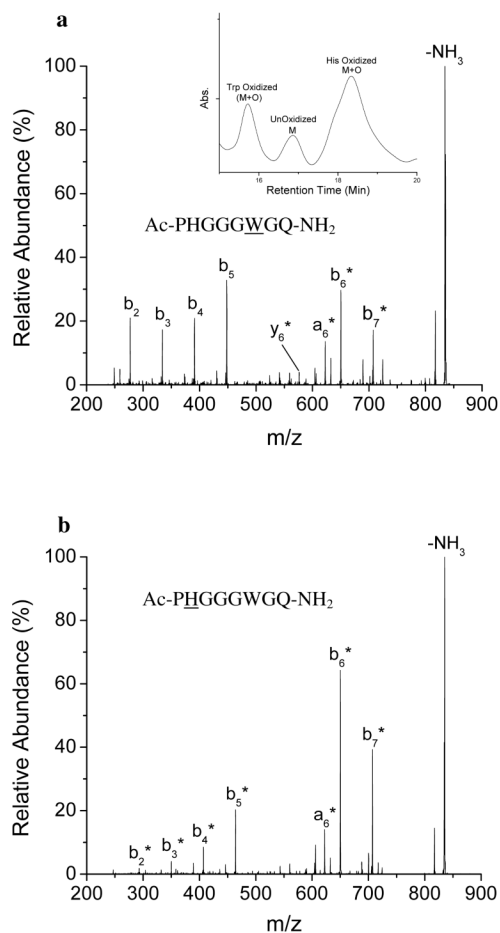 a
-NH₃
His Oxidized
M+O
Trp Oxidized
(M+O)
UnOxidized
M
Abs.
16 18 20
Retention Time (Min)
Ac-PHGGGWGQ-NH₂
b₂
b₃
b₄
b₅
y₆*
a₆*
b₆*
b₇*
100
80
60
40
20
0
Relative Abundance (%)
200 300 400 500 600 700 800 900
m/z
b
-NH₃
Ac-PHGGGWGQ-NH₂
b₂*
b₃*
b₄*
b₅*
a₆*
b₆*
b₇*
100
80
60
40
20
0
Relative Abundance (%)
200 300 400 500 600 700 800 900
m/z